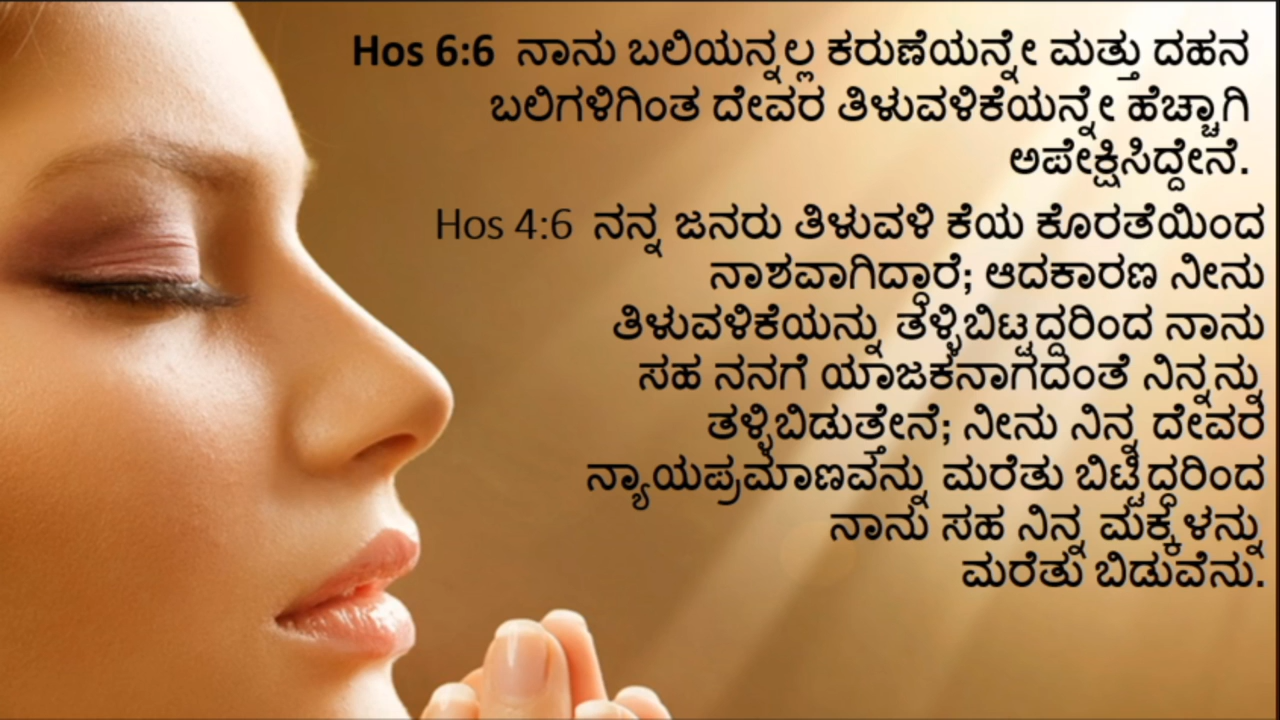 Hos 6:6 ನಾನು ಬಲಿಯನ್ನಲ್ಲ ಕರುಣೆಯನ್ನೇ ಮತ್ತು ದಹನ
ಬಲಿಗಳಿಗಿಂತ ದೇವರ ತಿಳುವಳಿಕೆಯನ್ನೇ ಹೆಚ್ಚಾಗಿ
ಅಪೇಕ್ಷಿಸಿದ್ದೇನೆ.
Hos 4:6 ನನ್ನ ಜನರು ತಿಳುವಳಿ ಕೆಯ ಕೊರತೆಯಿಂದ
ನಾಶವಾಗಿದ್ದಾರೆ; ಆದಕಾರಣ ನೀನು
ತಿಳುವಳಿಕೆಯನ್ನು ತಳ್ಳಿಬಿಟ್ಟದ್ದರಿಂದ ನಾನು
ಸಹ ನನಗೆ ಯಾಜಕನಾಗದಂತೆ ನಿನ್ನನ್ನು
ತಳ್ಳಿಬಿಡುತ್ತೇನೆ; ನೀನು ನಿನ್ನ ದೇವರ
ನ್ಯಾಯಪ್ರಮಾಣವನ್ನು ಮರೆತು ಬಿಟ್ಟಿದ್ದರಿಂದ
ನಾನು ಸಹ ನಿನ್ನ ಮಕ್ಕಳನ್ನು
ಮರೆತು ಬಿಡುವೆನು.